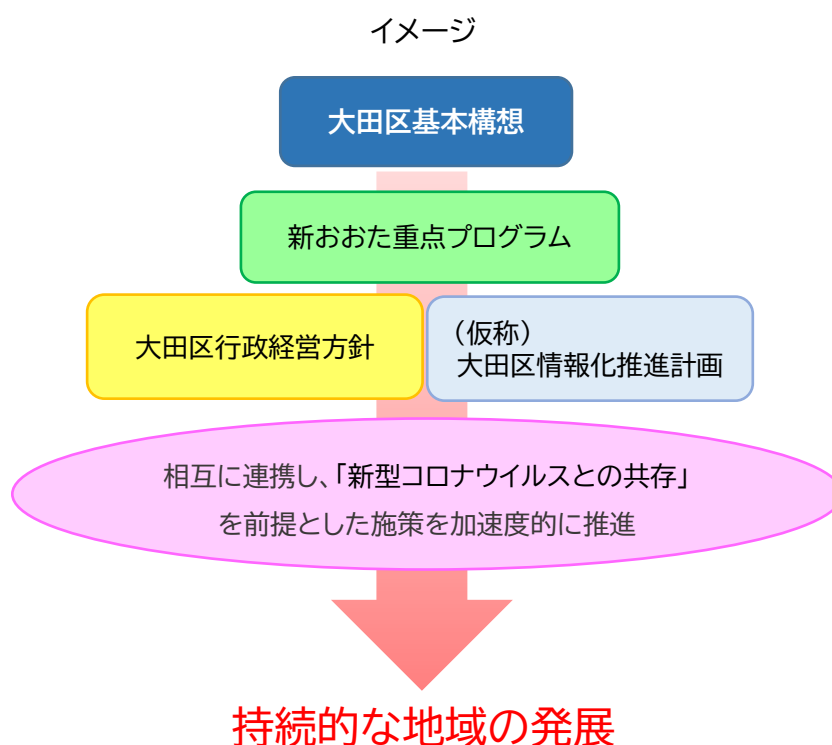 イメージ
大田区基本構想
新おおた重点プログラム
大田区行政経営方針
（仮称）
大田区情報化推進計画
相互に連携し、「新型コロナウイルスとの共存」
を前提とした施策を加速度的に推進
持続的な地域の発展